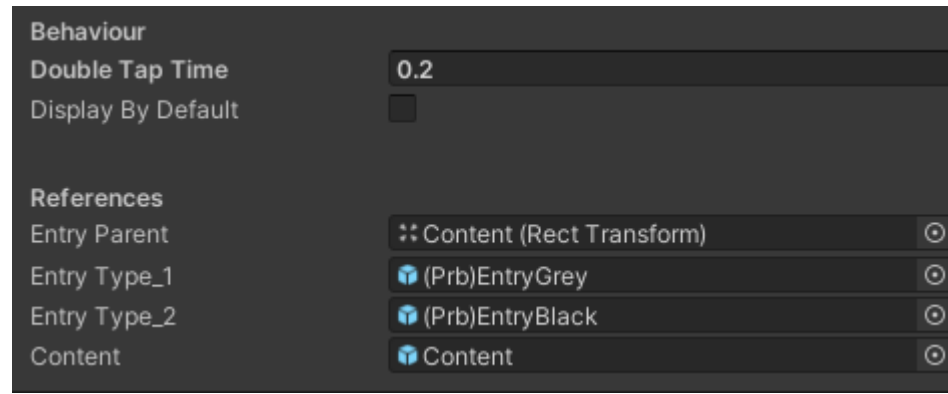 Behaviour
Double Tap Time 0.2
Display By Default
References
Entry Parent Content (Rect Transform)
Entry Type_1 (Prb)EntryGrey
Entry Type_2 (Prb)EntryBlack
Content Content